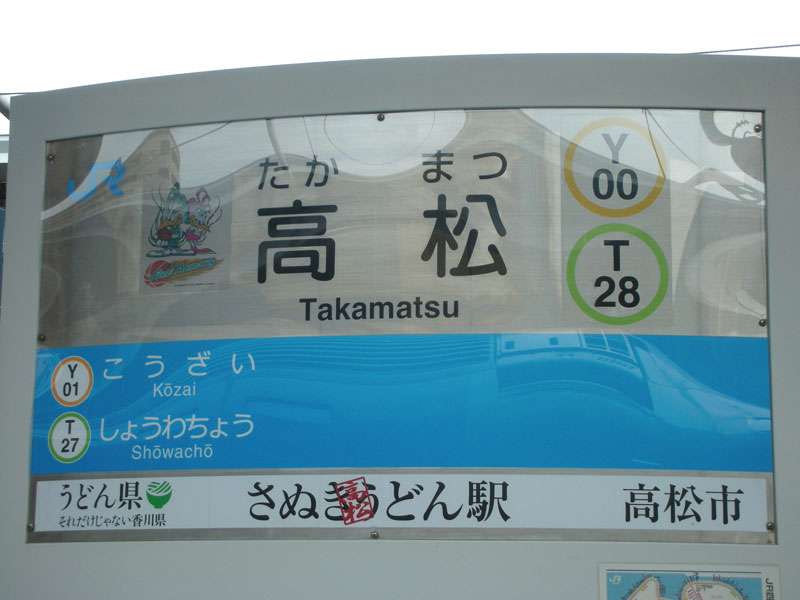 JR
たか まつ
高松
Takamatsu
Y
00
T
28
Y
01
こうざい
Kōzai
T
27
しょうわちょう
Shōwachō
うどん県
それだけじゃない香川県
さぬき高松うどん駅
高松市
JR